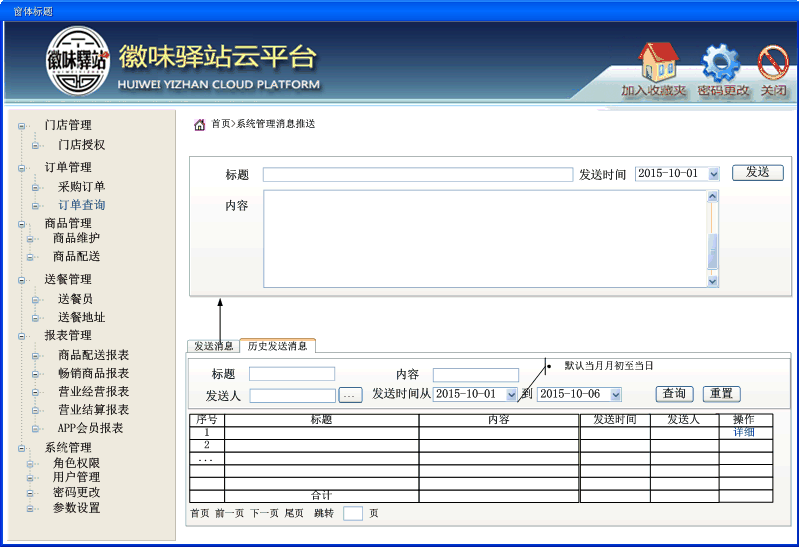 窗体标题
徽味驿站
HUIWEIYIZHAN
徽味驿站云平台
HUIWEI YIZHAN CLOUD PLATFORM
加入收藏夹 密码更改 关闭
门店管理
门店授权
订单管理
采购订单
订单查询
商品管理
商品维护
商品配送
送餐管理
送餐员
送餐地址
报表管理
商品配送报表
畅销商品报表
营业经营报表
营业结算报表
APP会员报表
系统管理
角色权限
用户管理
密码更改
参数设置
首页>系统管理消息推送
标题 发送时间 2015-10-01 发送
内容
发送消息 历史发送消息
默认当月月初至当日
标题 内容
发送人 ... 发送时间从 2015-10-01 到 2015-10-06 查询 重置
序号 标题 内容 发送时间 发送人 操作
1 详细
2
...
合计
首页 前一页 下一页 尾页 跳转 页